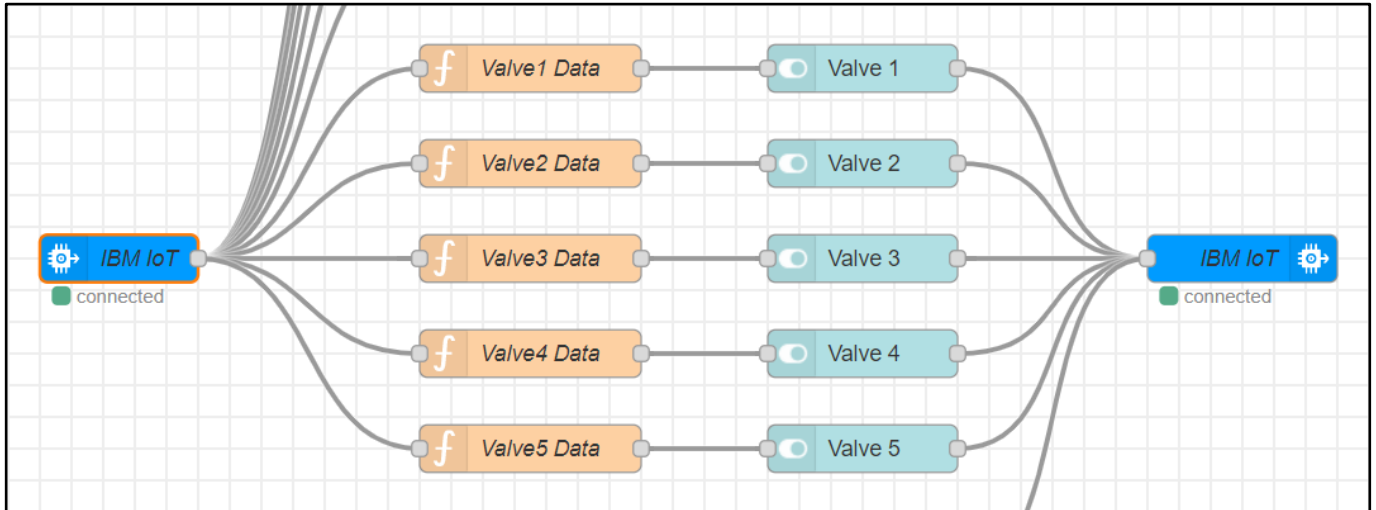 Valve1 Data
Valve 1
Valve2 Data
Valve 2
IBM IoT
connected
Valve3 Data
Valve 3
IBM IoT
connected
Valve4 Data
Valve 4
Valve5 Data
Valve 5